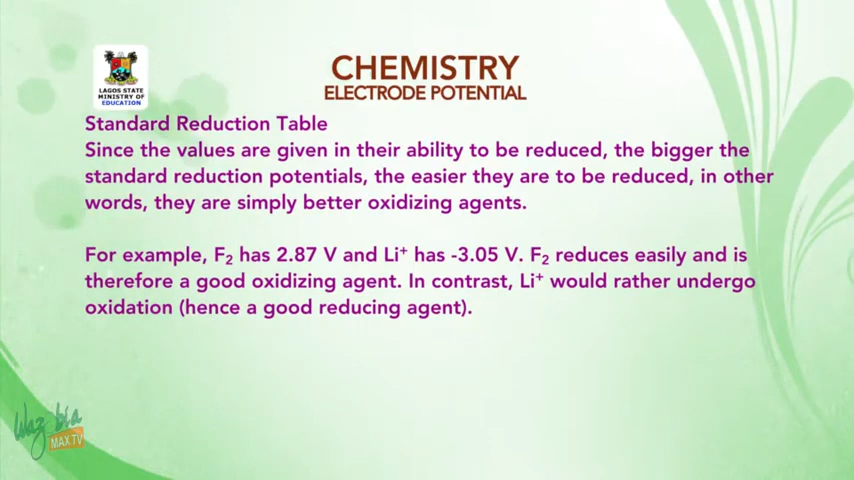 CHEMISTRY
ELECTRODE POTENTIAL
LAGOS STATE
MINISTRY OF
EDUCATION
Standard Reduction Table
Since the values are given in their ability to be reduced, the bigger the
standard reduction potentials, the easier they are to be reduced, in other
words, they are simply better oxidizing agents.
For example, F₂ has 2.87 V and Li⁺ has -3.05 V. F₂ reduces easily and is
therefore a good oxidizing agent. In contrast, Li⁺ would rather undergo
oxidation (hence a good reducing agent).
Wazobia
MAX TV